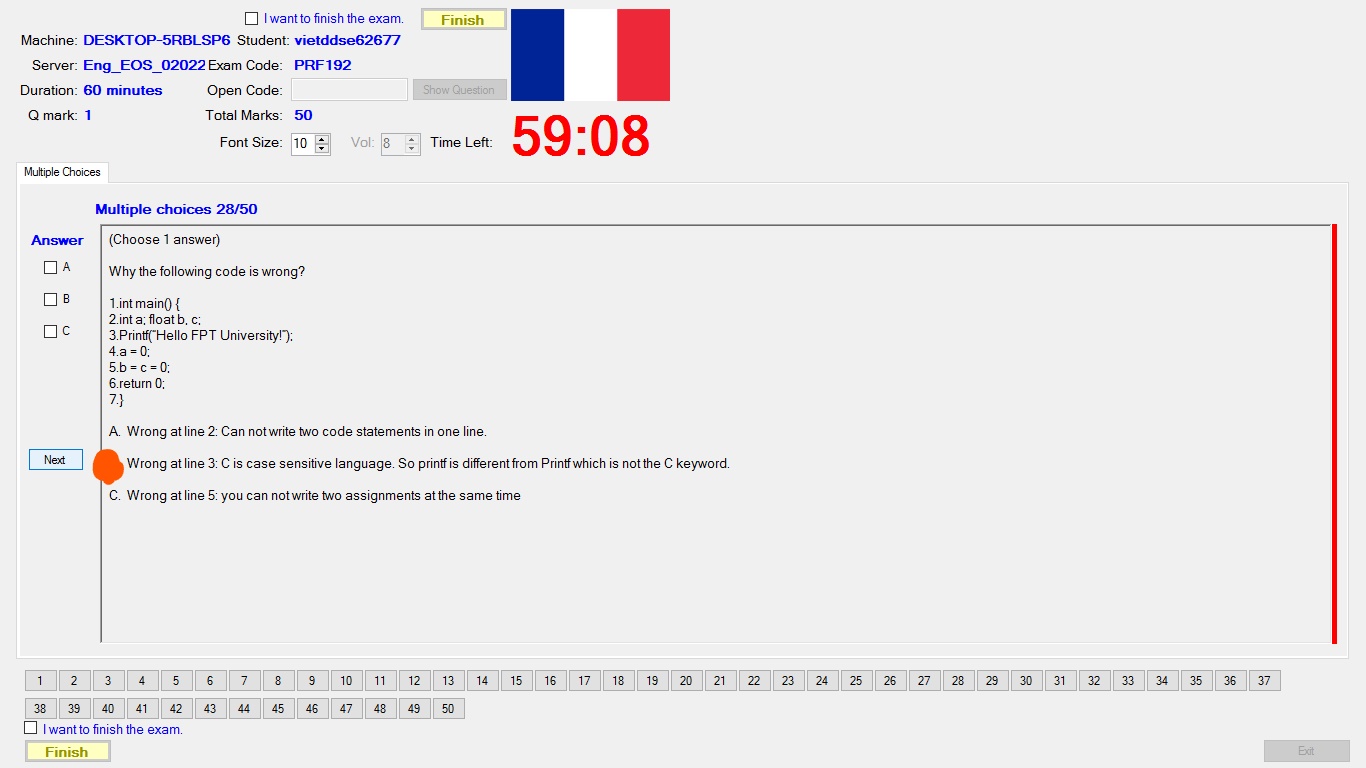 I want to finish the exam. Finish
Machine: DESKTOP-5RBLSP6 Student: vietddse62677
Server: Eng_EOS_02022 Exam Code: PRF192
Duration: 60 minutes Open Code: Show Question
Q mark: 1 Total Marks: 50
Font Size: 10 Vol: 8 Time Left: 59:08
Multiple Choices
Multiple choices 28/50
Answer
A
B
C
Next
(Choose 1 answer)
Why the following code is wrong?
1.int main() {
2.int a; float b, c;
3.Printf("Hello FPT University!");
4.a = 0;
5.b = c = 0;
6.return 0;
7.}
A. Wrong at line 2: Can not write two code statements in one line.
Wrong at line 3: C is case sensitive language. So printf is different from Printf which is not the C keyword.
C. Wrong at line 5: you can not write two assignments at the same time
1 2 3 4 5 6 7 8 9 10 11 12 13 14 15 16 17 18 19 20 21 22 23 24 25 26 27 28 29 30 31 32 33 34 35 36 37
38 39 40 41 42 43 44 45 46 47 48 49 50
I want to finish the exam.
Finish
Exit